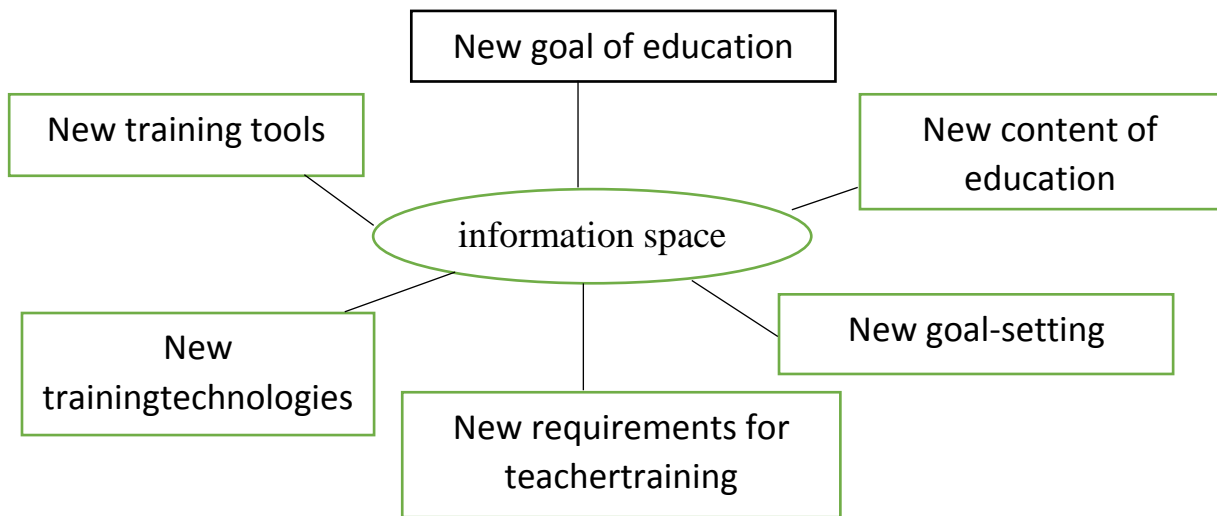 New goal of education
New training tools
New content of
education
information space
New goal-setting
New
trainingtechnologies
New requirements for
teachertraining